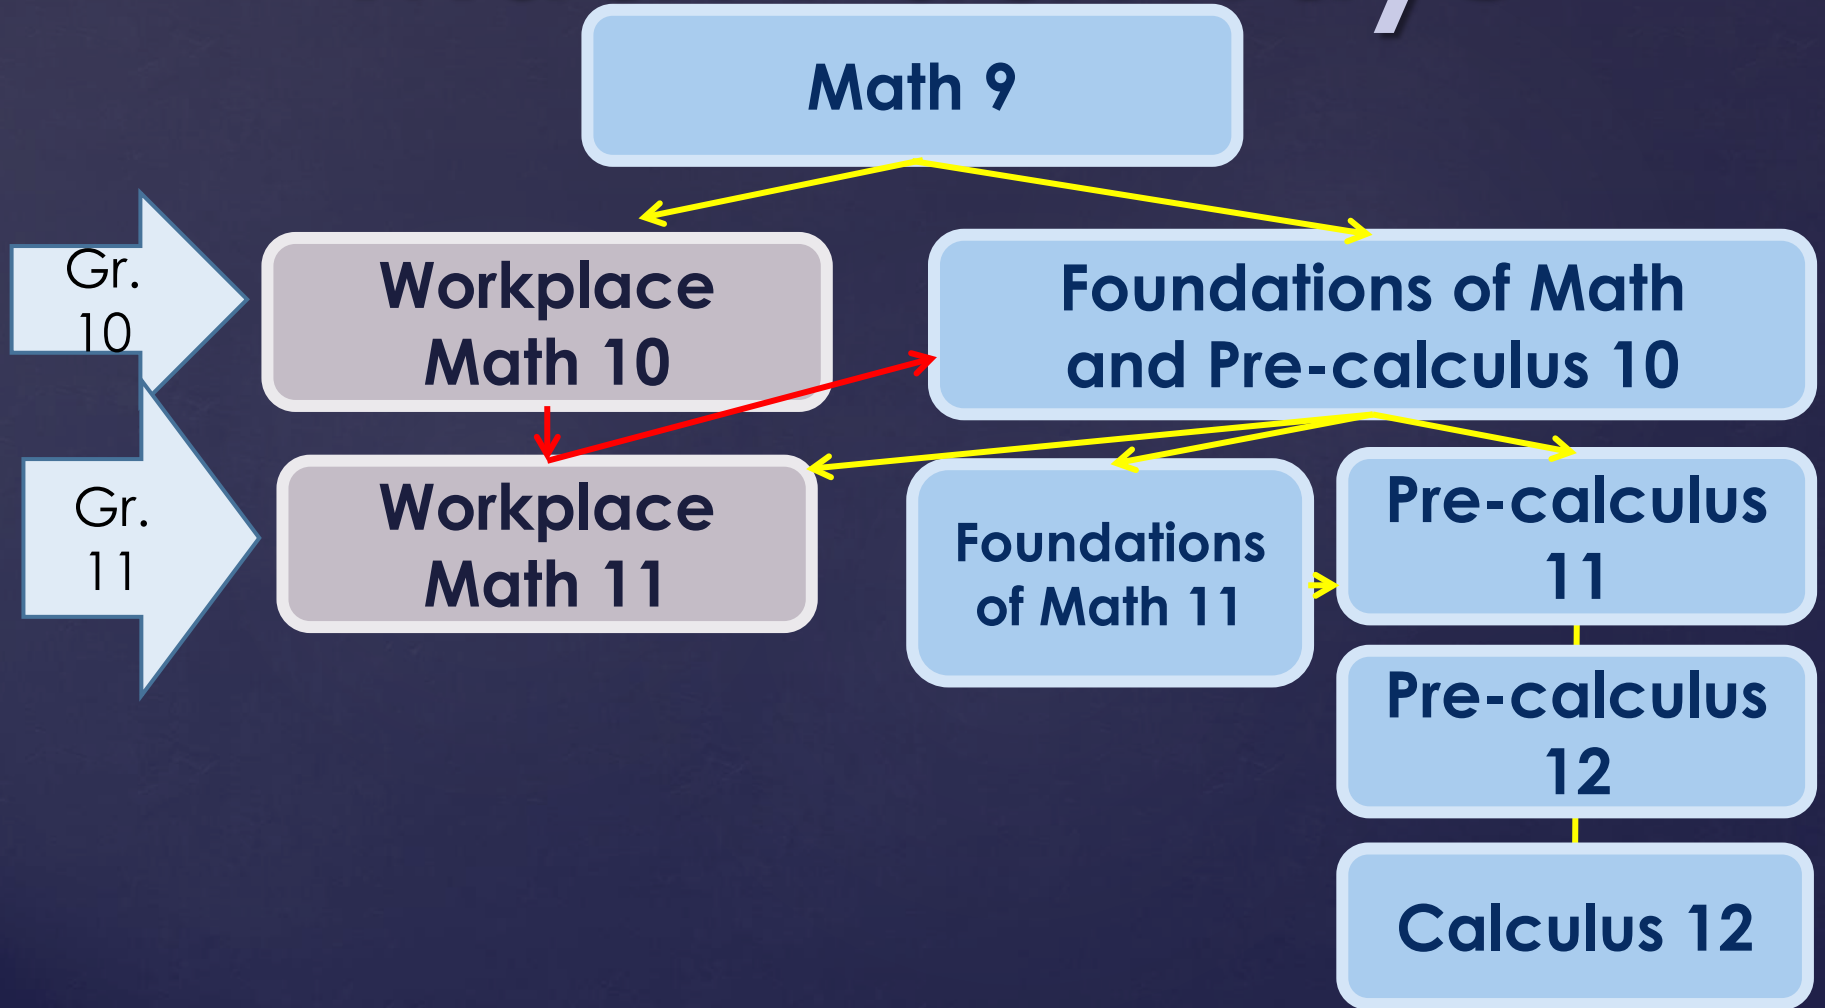 Math 9
Gr.
10
Workplace
Math 10
Foundations of Math
and Pre-calculus 10
Gr.
11
Workplace
Math 11
Foundations
of Math 11
Pre-calculus
11
Pre-calculus
12
Calculus 12